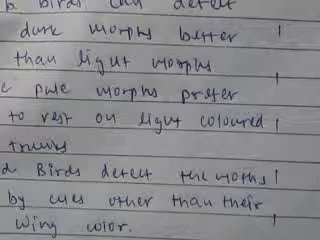 b. Birds can detect
dark morphs better
than light morphs
c pale morphs prefer
to rest on light coloured
trunks
d Birds detect the moths
by cues other than their
wing color.